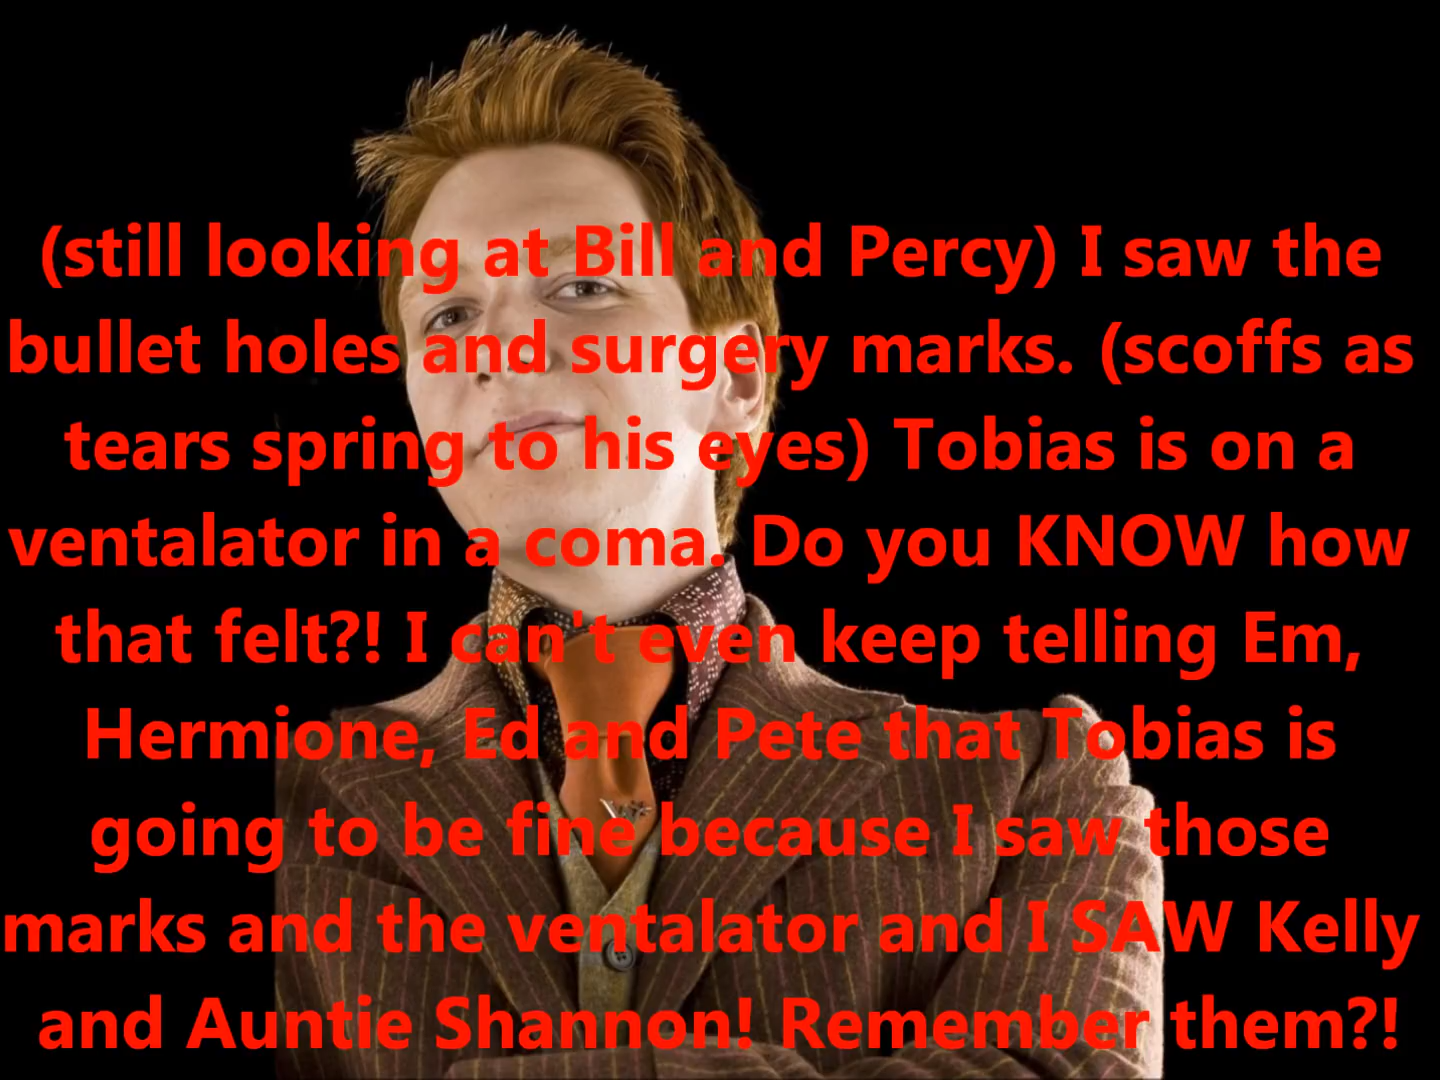 (still looking at Bill and Percy) I saw the
bullet holes and surgery marks. (scoffs as
tears spring to his eyes) Tobias is on a
ventalator in a coma. Do you KNOW how
that felt?! I can't even keep telling Em,
Hermione, Ed and Pete that Tobias is
going to be fine because I saw those
marks and the ventalator and I SAW Kelly
and Auntie Shannon! Remember them?!